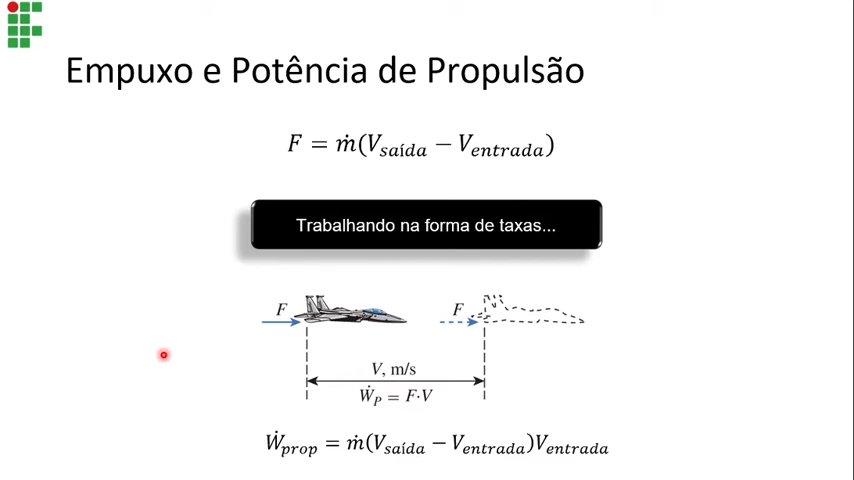 Empuxo e Potência de Propulsão
F = ṁ(V_saída − V_entrada)
Trabalhando na forma de taxas...
F F
V, m/s
Ẇ_P = F·V
Ẇ_prop = ṁ(V_saída − V_entrada)V_entrada